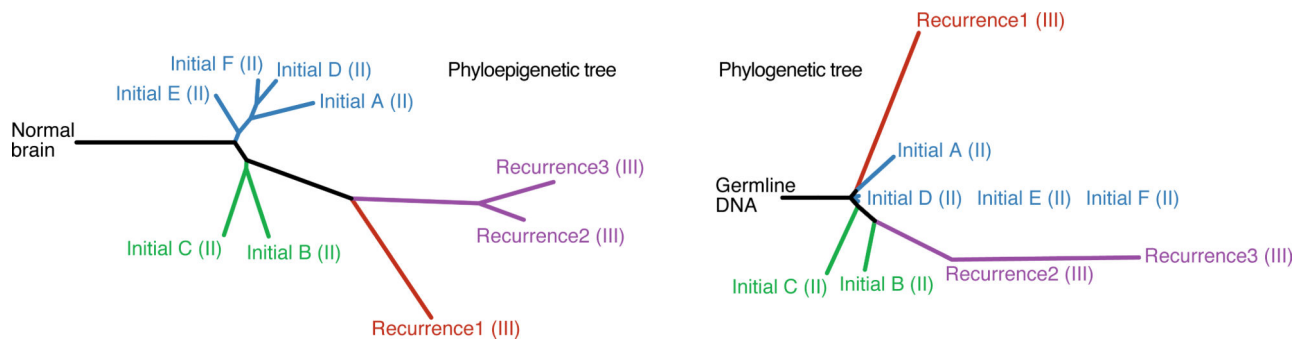 Phyloepigenetic tree
Initial F (II)
Initial D (II)
Initial E (II)
Initial A (II)
Normal
brain
Recurrence3 (III)
Initial C (II)
Initial B (II)
Recurrence2 (III)
Recurrence1 (III)
Recurrence1 (III)
Phylogenetic tree
Initial A (II)
Germline
DNA
Initial D (II) Initial E (II) Initial F (II)
Recurrence3 (III)
Recurrence2 (III)
Initial C (II)
Initial B (II)